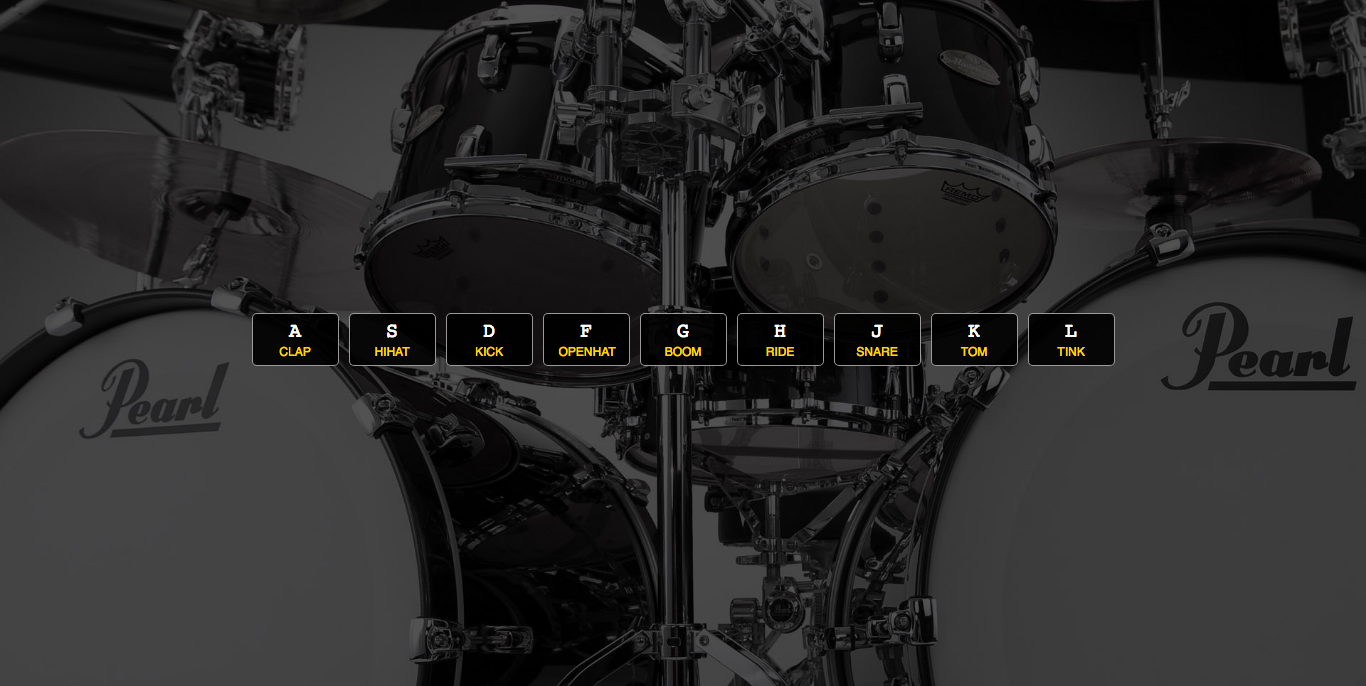 A
CLAP
S
HIHAT
D
KICK
F
OPENHAT
G
BOOM
H
RIDE
J
SNARE
K
TOM
L
TINK
Pearl
Pearl